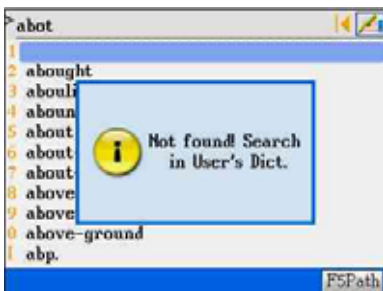 abot
1
2 abought
3 abouli
4 aboun
5 about
6 about-
7 about-
8 above
9 above
0 above-ground
abp.
Not found! Search
in User's Dict.
F5Path